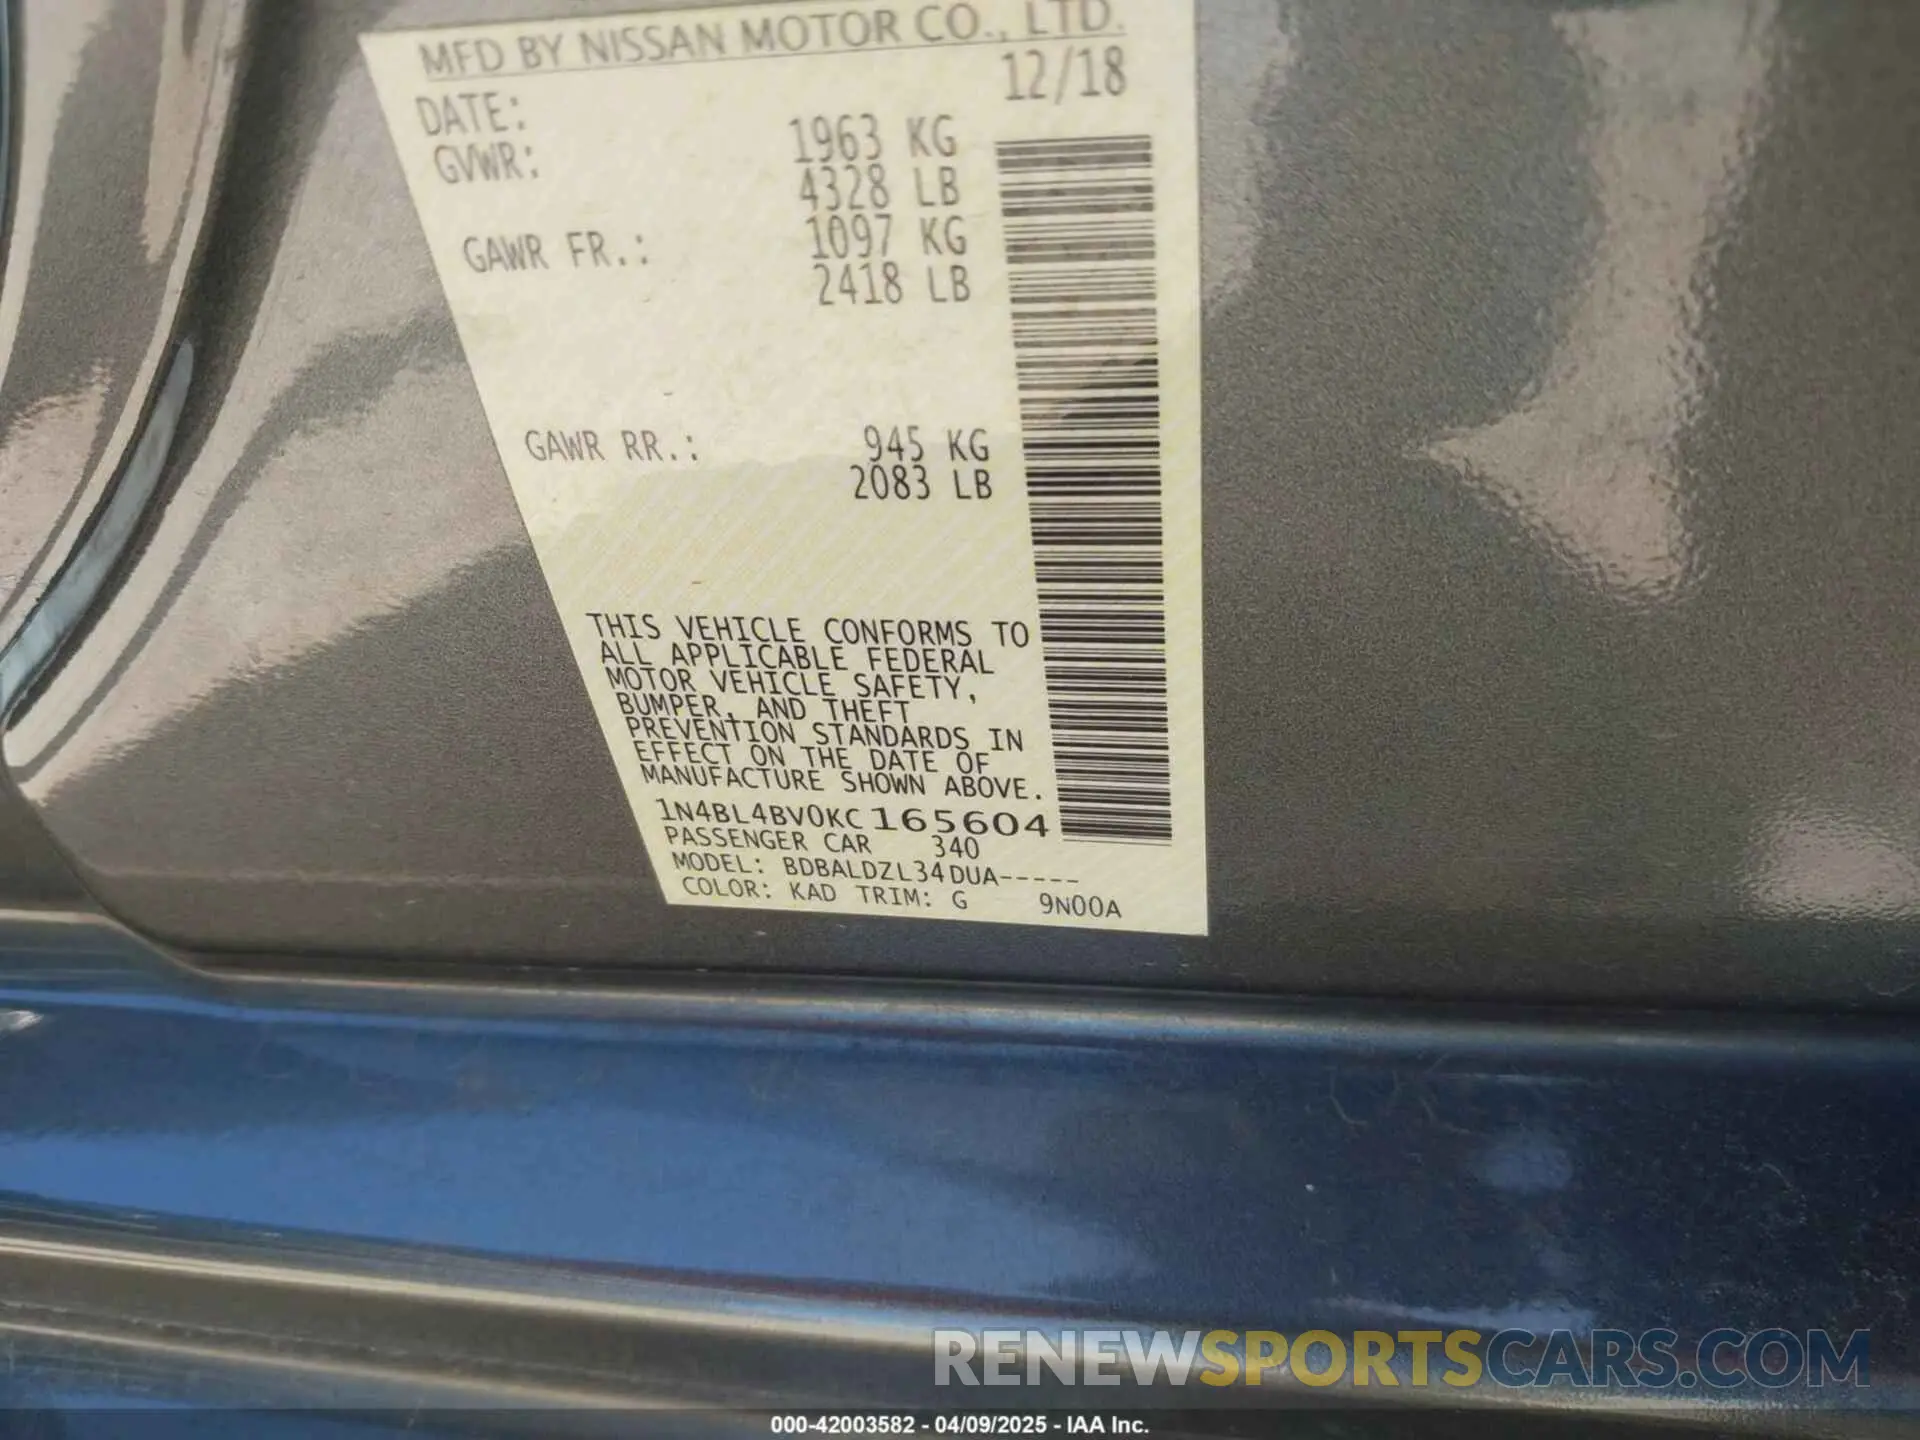 MFD BY NISSAN MOTOR CO., LTD.
DATE: 12/18
GVWR: 1963 KG
4328 LB
GAWR FR.: 1097 KG
2418 LB
GAWR RR.: 945 KG
2083 LB
THIS VEHICLE CONFORMS TO
ALL APPLICABLE FEDERAL
MOTOR VEHICLE SAFETY,
BUMPER, AND THEFT
PREVENTION STANDARDS IN
EFFECT ON THE DATE OF
MANUFACTURE SHOWN ABOVE.
1N4BL4BV0KC165604
PASSENGER CAR 340
MODEL: BDBALDZL34DUA-----
COLOR: KAD TRIM: G 9N00A
RENEWSPORTSCARS.COM
000-42003582 - 04/09/2025 - IAA Inc.